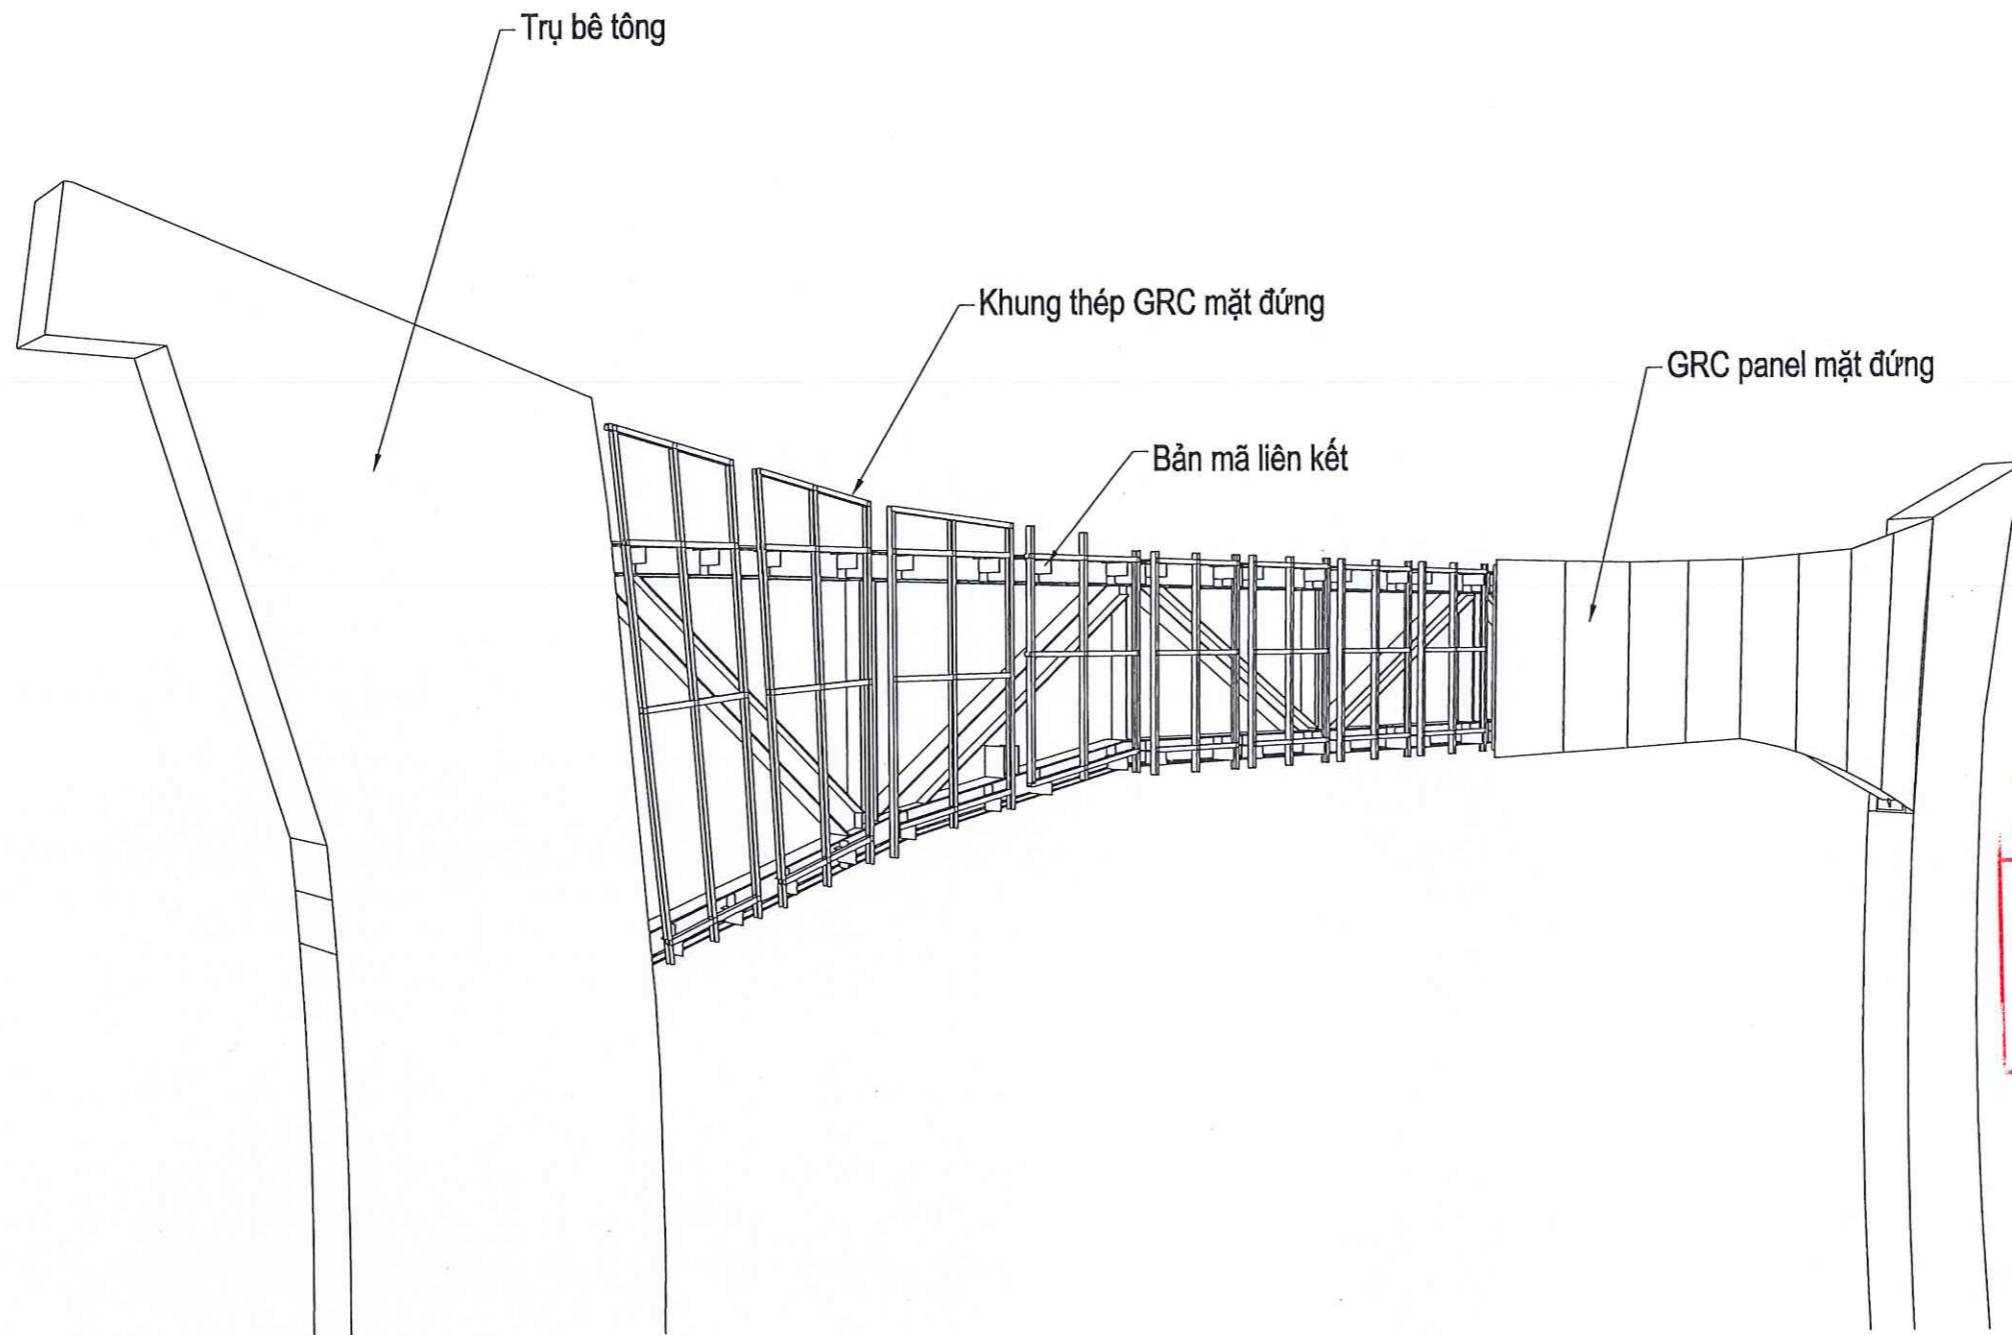 Trụ bê tông
Khung thép GRC mặt đứng
GRC panel mặt đứng
Bản mã liên kết